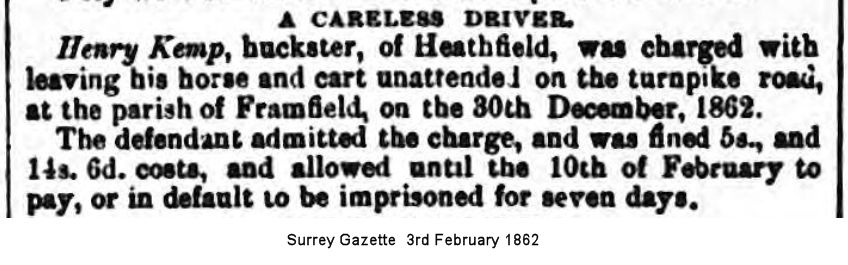 A CARELESS DRIVER.
Henry Kemp, huckster, of Heathfield, was charged with
leaving his horse and cart unattended on the turnpike road,
at the parish of Framfield, on the 30th December, 1862.
The defendant admitted the charge, and was fined 5s., and
14s. 6d. costs, and allowed until the 10th of February to
pay, or in default to be imprisoned for seven days.
Surrey Gazette 3rd February 1862